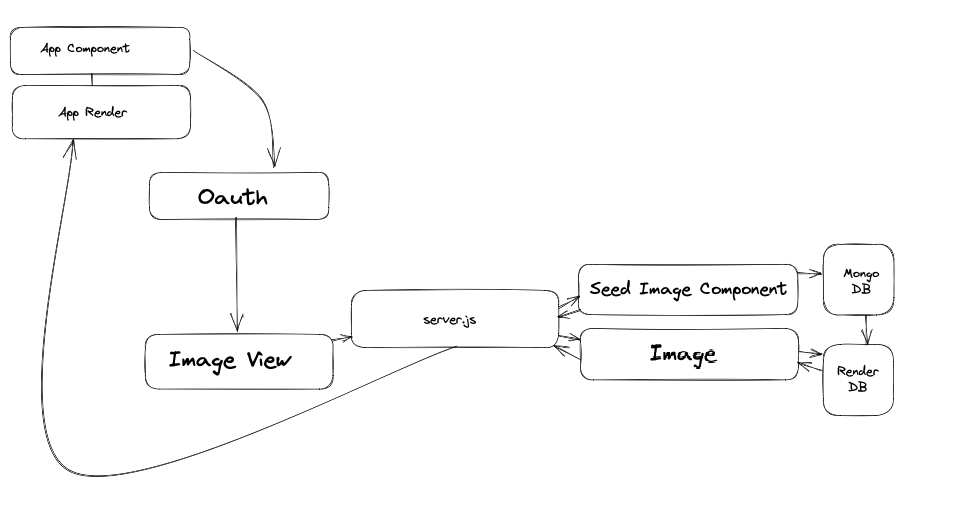 App Component
App Render
Oauth
Image View
server.js
Seed Image Component
Image
Mongo
DB
Render
DB